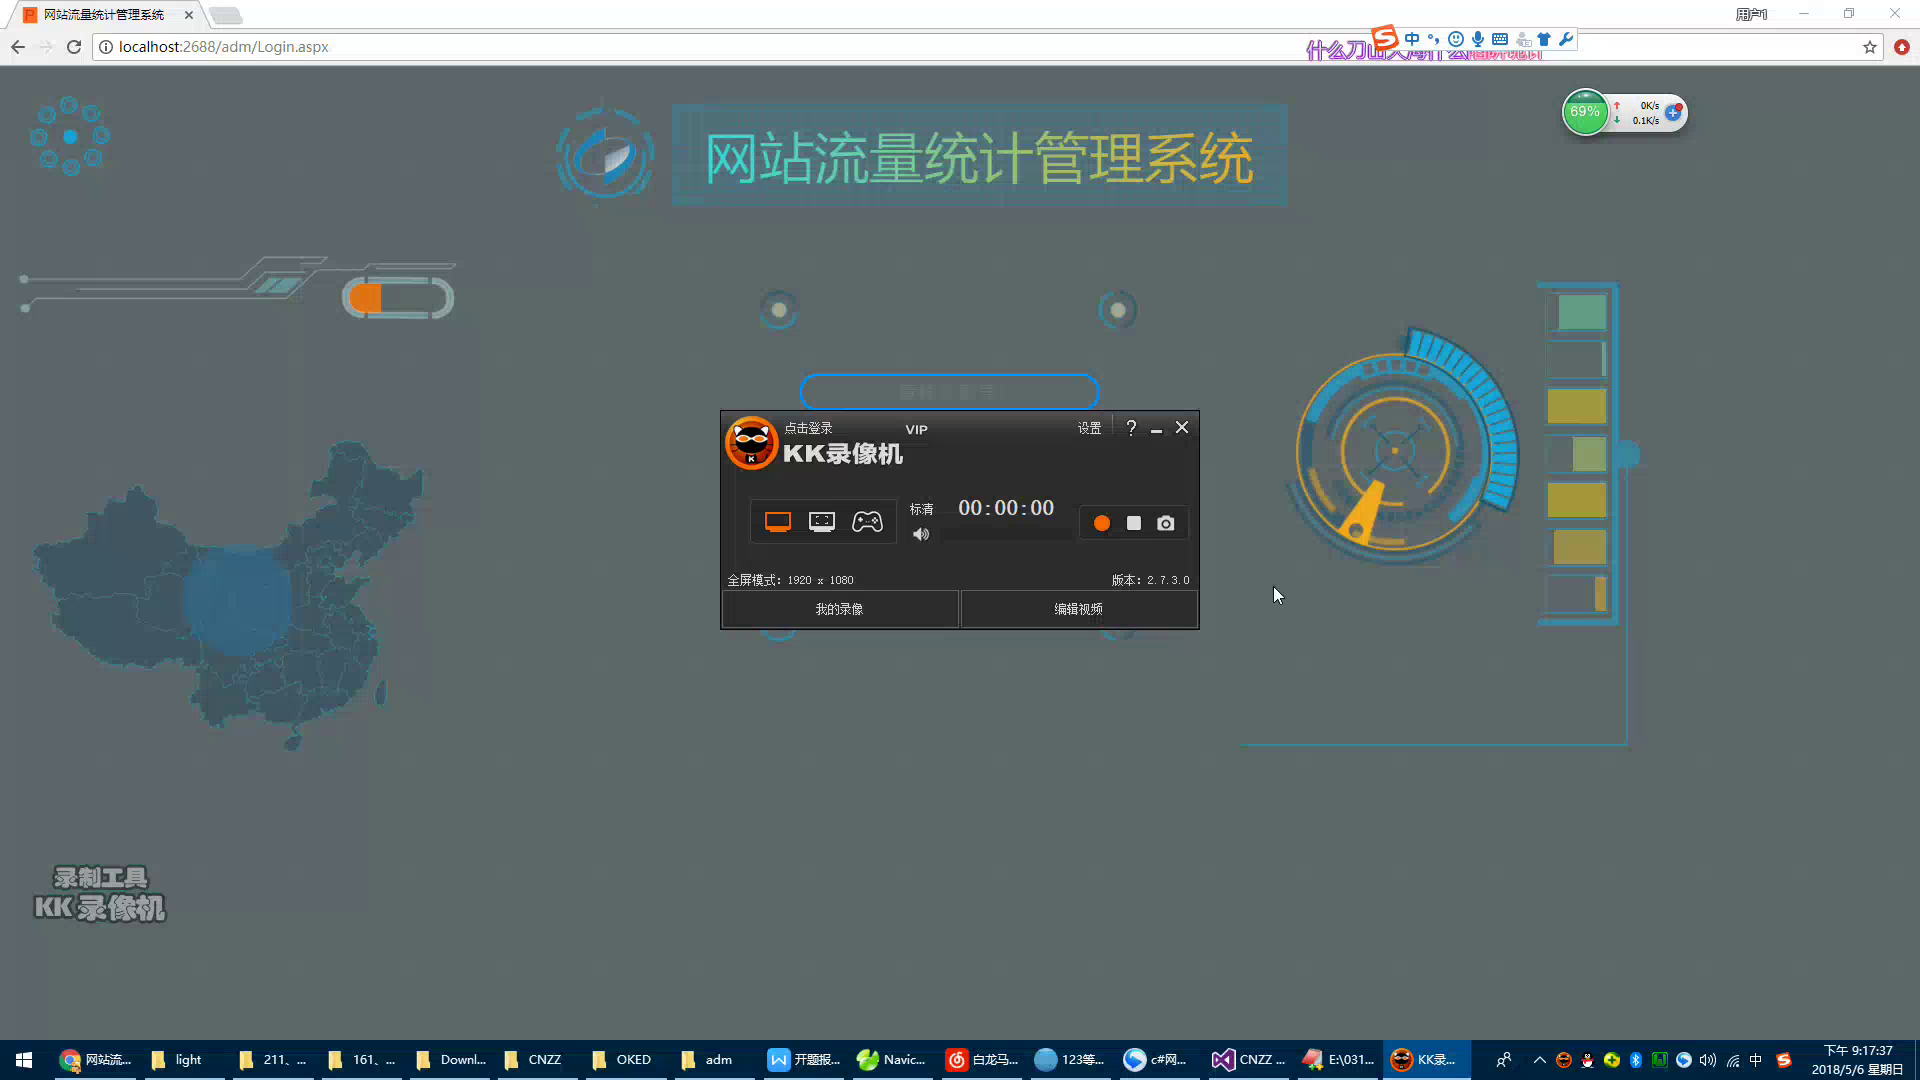 网站流量统计管理系统
用户1
localhost:2688/adm/Login.aspx
中
网站流量统计管理系统
69%
0K/s
0.1K/s
点击登录
VIP
设置
KK录像机
标清
00:00:00
全屏模式: 1920 x 1080
版本: 2.7.3.0
我的录像
编辑视频
录制工具
KK 录像机
网站流...
light
211、...
161、...
Downl...
CNZZ
OKED
adm
开题报...
Navic...
白龙马...
123等...
c#网...
CNZZ ...
E:\031...
KK录...
中
下午 9:17:37
2018/5/6 星期日